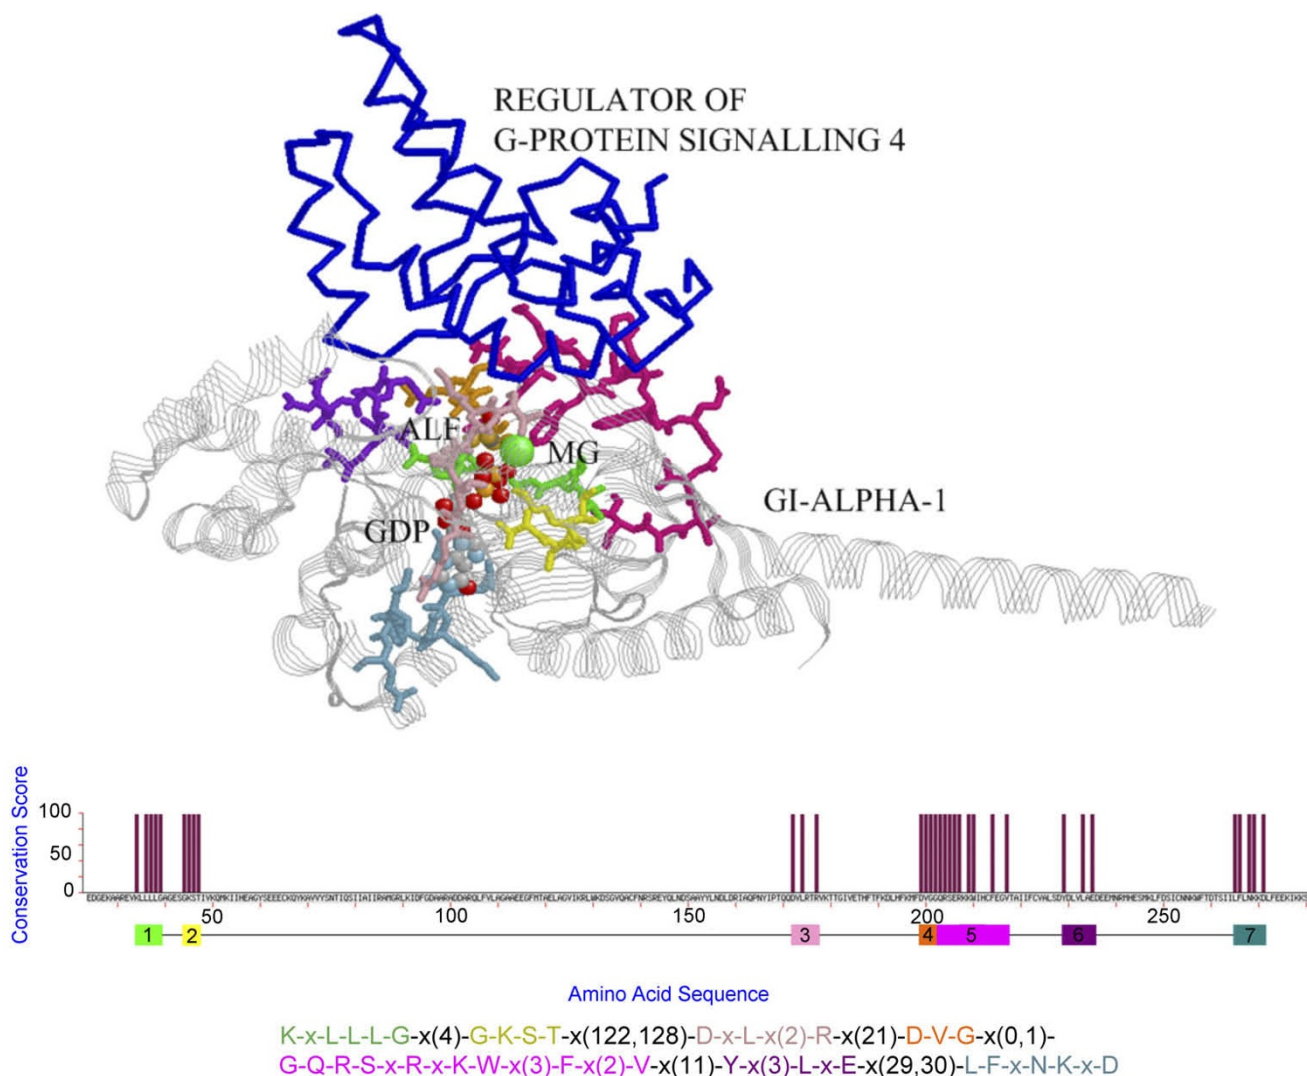 REGULATOR OF
G-PROTEIN SIGNALLING 4
ALF
MG
GI-ALPHA-1
GDP
Conservation Score
100
50
0
EDGEKAAREVKLLLLGAGESGKSTIVKQMKIIHEAGYSEEECKQYKAVVYSNTIQSIIAIIRAMGRLKIDFGDAARADDARQLFVLAGAAEEGFMTAELAGVIKRLWKDSGVQACFNRSREYQLNDSAAYYLNDLDRIAQPNYIPTQQDVLRTRVKTTGIVETHFTFKDLHFKMFDVGGQRSERKKWIHCFEGVTAIIFCVALSDYDLVLAEDEEMNRMHESMKLFDSICNNKWFTDTSIILFLNKKDLFEEKIKKS
50 100 150 200 250
1 2 3 4 5 6 7
Amino Acid Sequence
K-x-L-L-L-G-x(4)-G-K-S-T-x(122,128)-D-x-L-x(2)-R-x(21)-D-V-G-x(0,1)-
G-Q-R-S-x-R-x-K-W-x(3)-F-x(2)-V-x(11)-Y-x(3)-L-x-E-x(29,30)-L-F-x-N-K-x-D